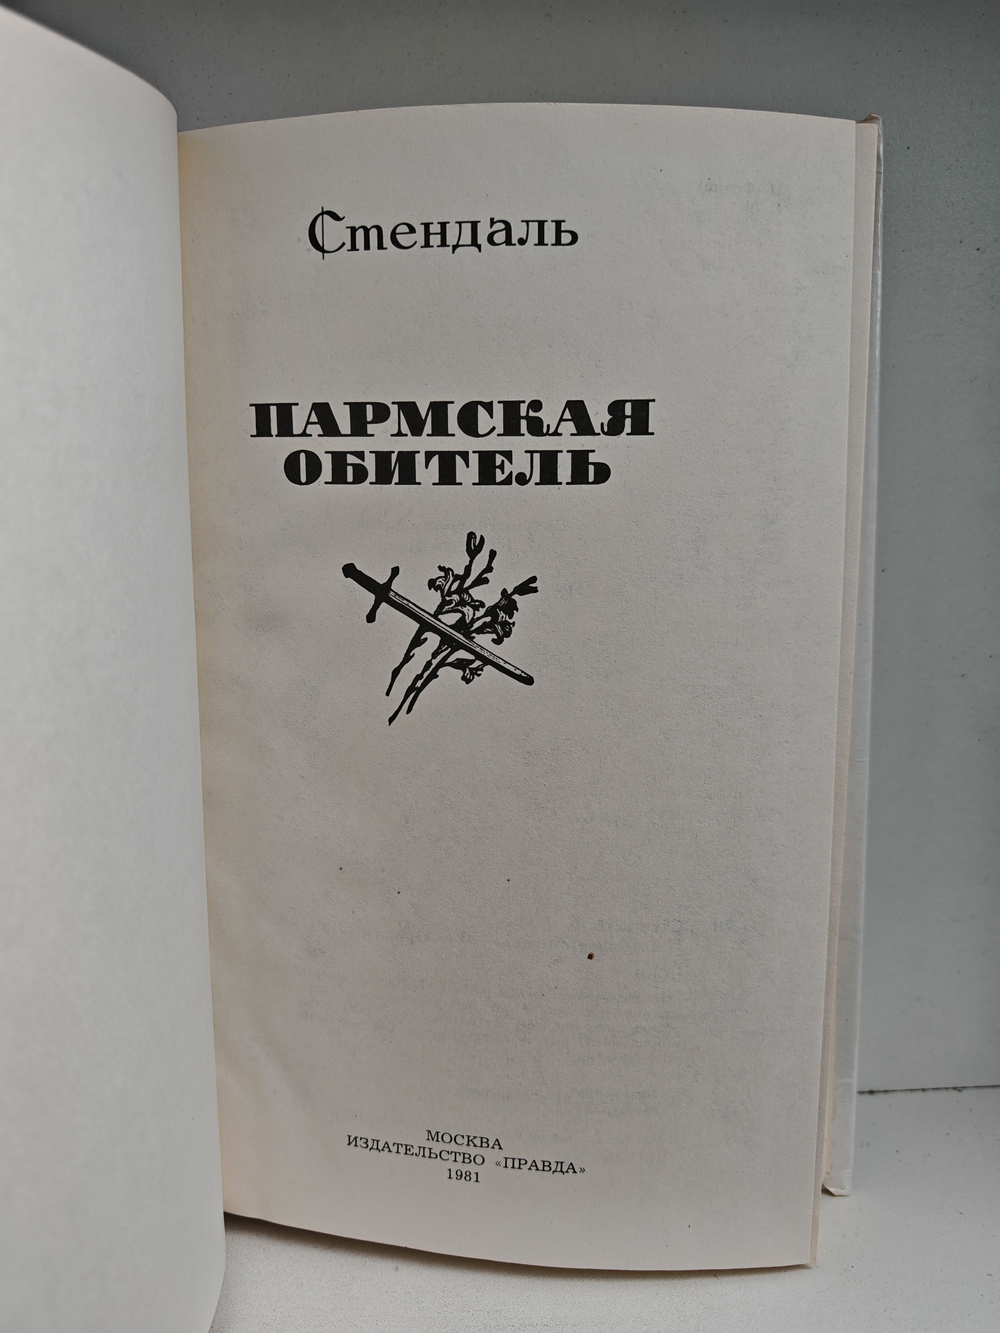 Стендаль
ПАРМСКАЯ
ОБИТЕЛЬ
МОСКВА
ИЗДАТЕЛЬСТВО «ПРАВДА»
1981